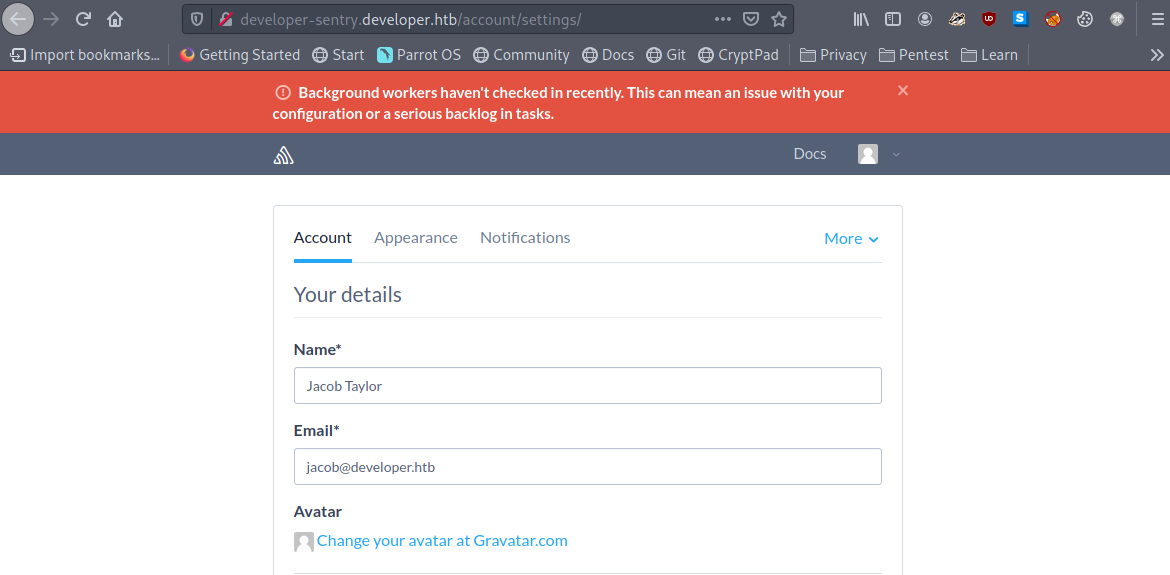 developer-sentry.developer.htb/account/settings/
Import bookmarks... Getting Started Start Parrot OS Community Docs Git CryptPad Privacy Pentest Learn
Background workers haven't checked in recently. This can mean an issue with your
configuration or a serious backlog in tasks.
Docs
Account Appearance Notifications More
Your details
Name*
Jacob Taylor
Email*
jacob@developer.htb
Avatar
Change your avatar at Gravatar.com